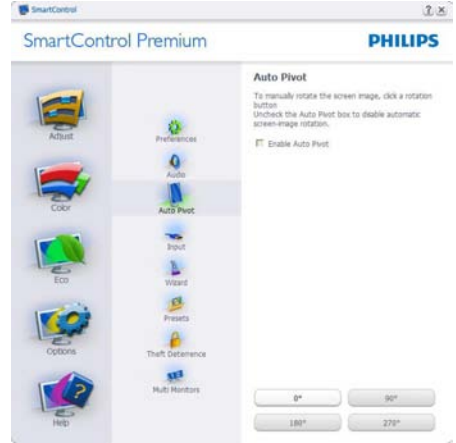 SmartControl
SmartControl Premium
PHILIPS
Adjust
Color
Eco
Options
Help
Preferences
Audio
Auto Pivot
Input
Wizard
Presets
Theft Deterrence
Multi Monitors
Auto Pivot
To manually rotate the screen image, click a rotation
button
Uncheck the Auto Pivot box to disable automatic
screen-image rotation.
Enable Auto Pivot
0°
90°
180°
270°